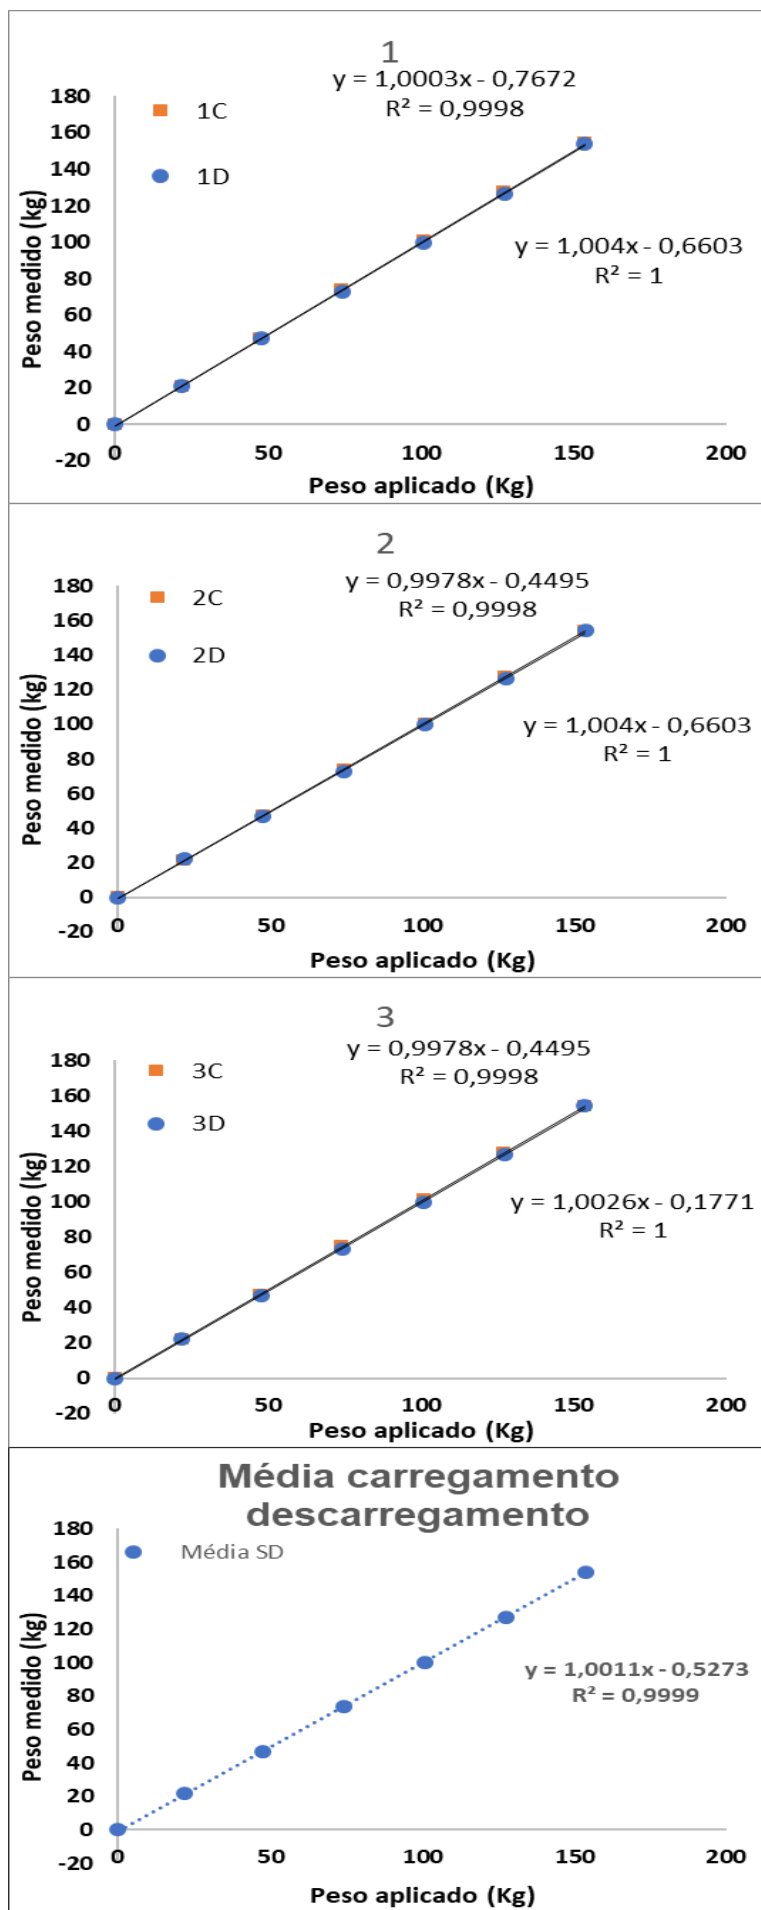 1
y = 1,0003x - 0,7672
R² = 0,9998
1C
1D
y = 1,004x - 0,6603
R² = 1
180
160
140
120
100
80
60
40
20
0
-20
0 50 100 150 200
Peso medido (kg)
Peso aplicado (Kg)
2
y = 0,9978x - 0,4495
R² = 0,9998
2C
2D
y = 1,004x - 0,6603
R² = 1
180
160
140
120
100
80
60
40
20
0
-20
0 50 100 150 200
Peso medido (kg)
Peso aplicado (Kg)
3
y = 0,9978x - 0,4495
R² = 0,9998
3C
3D
y = 1,0026x - 0,1771
R² = 1
180
160
140
120
100
80
60
40
20
0
-20
0 50 100 150 200
Peso medido (kg)
Peso aplicado (Kg)
Média carregamento
descarregamento
Média SD
y = 1,0011x - 0,5273
R² = 0,9999
180
160
140
120
100
80
60
40
20
0
-20
0 50 100 150 200
Peso medido (kg)
Peso aplicado (Kg)